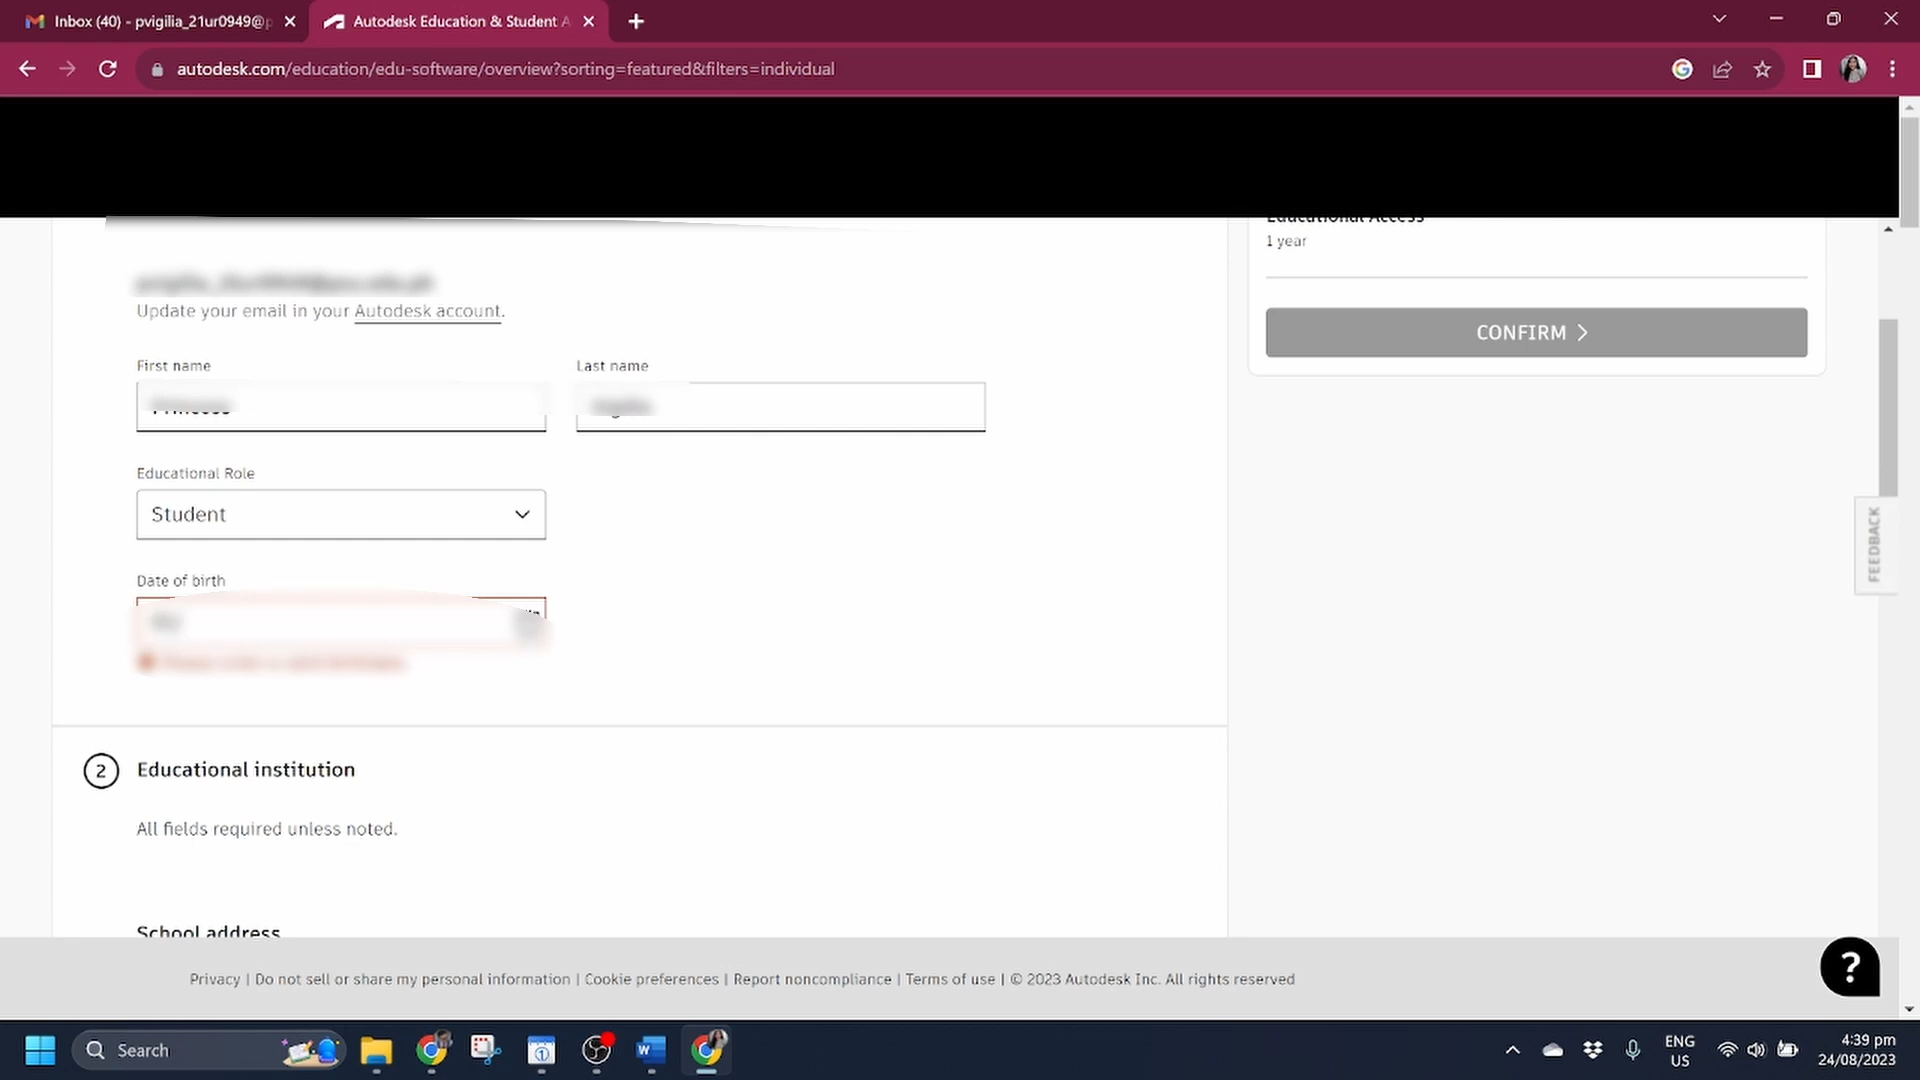 Inbox (40) - pvigilia_21ur0949@p
Autodesk Education & Student A
autodesk.com/education/edu-software/overview?sorting=featured&filters=individual
Educational Access
1 year
CONFIRM
Update your email in your Autodesk account.
First name
Last name
Educational Role
Student
Date of birth
FEEDBACK
2
Educational institution
All fields required unless noted.
School address
Privacy | Do not sell or share my personal information | Cookie preferences | Report noncompliance | Terms of use | © 2023 Autodesk Inc. All rights reserved
?
Search
ENG
US
4:39 pm
24/08/2023